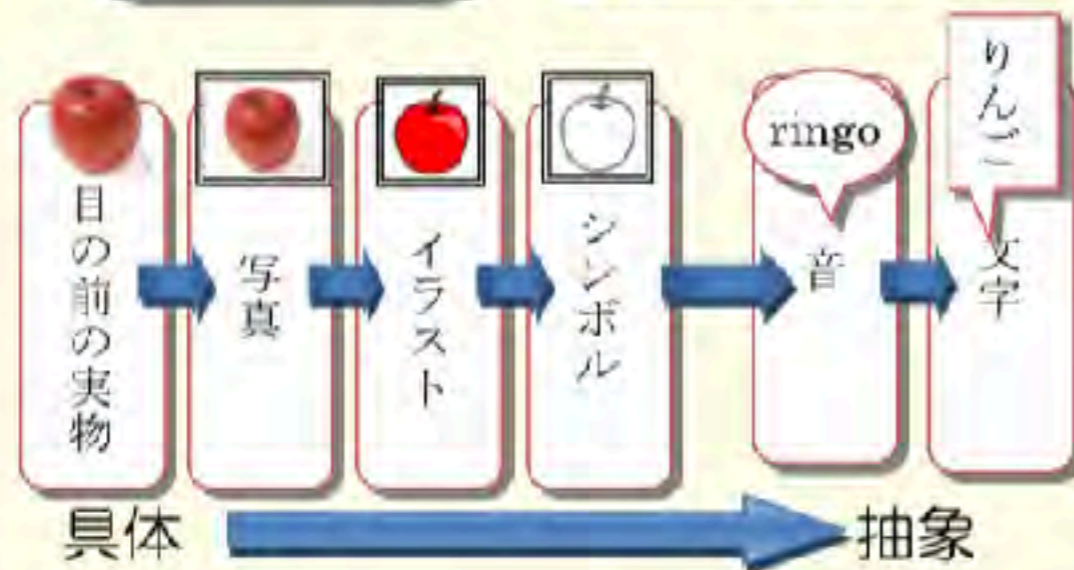 目の前の実物
写真
イラスト
シンボル
ringo
音
りんご
文字
具体
抽象